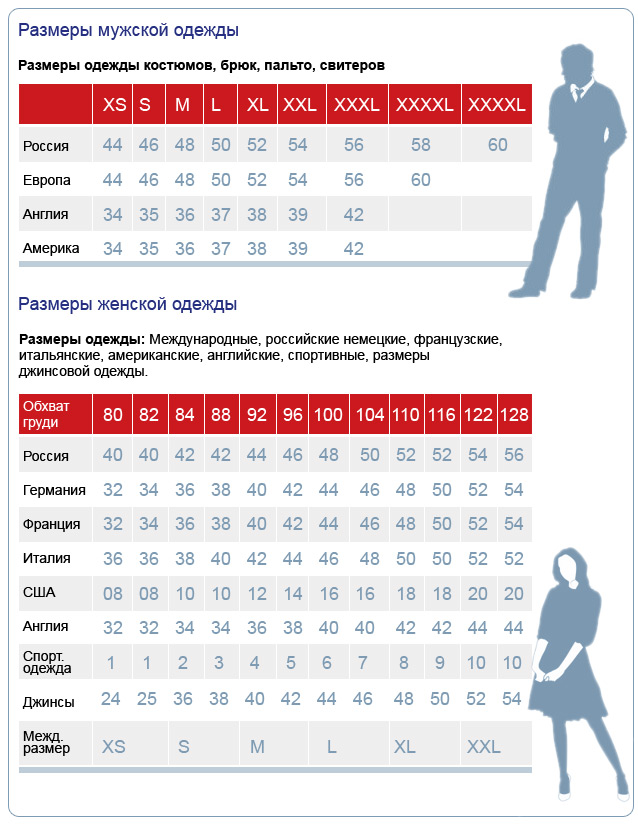 Размеры мужской одежды
Размеры одежды костюмов, брюк, пальто, свитеров
XS S M L XL XXL XXXL XXXXL XXXXL
Россия 44 46 48 50 52 54 56 58 60
Европа 44 46 48 50 52 54 56 60
Англия 34 35 36 37 38 39 42
Америка 34 35 36 37 38 39 42
Размеры женской одежды
Размеры одежды: Международные, российские немецкие, французские,
итальянские, американские, английские, спортивные, размеры
джинсовой одежды.
Обхват
груди 80 82 84 88 92 96 100 104 110 116 122 128
Россия 40 40 42 42 44 46 48 50 52 52 54 56
Германия 32 34 36 38 40 42 44 46 48 50 52 54
Франция 32 34 36 38 40 42 44 46 48 50 52 54
Италия 36 36 38 40 42 44 46 48 50 50 52 52
США 08 08 10 10 12 14 16 16 18 18 20 20
Англия 32 32 34 34 36 38 40 40 42 42 44 44
Спорт.
одежда 1 1 2 3 4 5 6 7 8 9 10 10
Джинсы 24 25 36 38 40 42 44 46 48 50 52 54
Межд.
размер XS S M L XL XXL